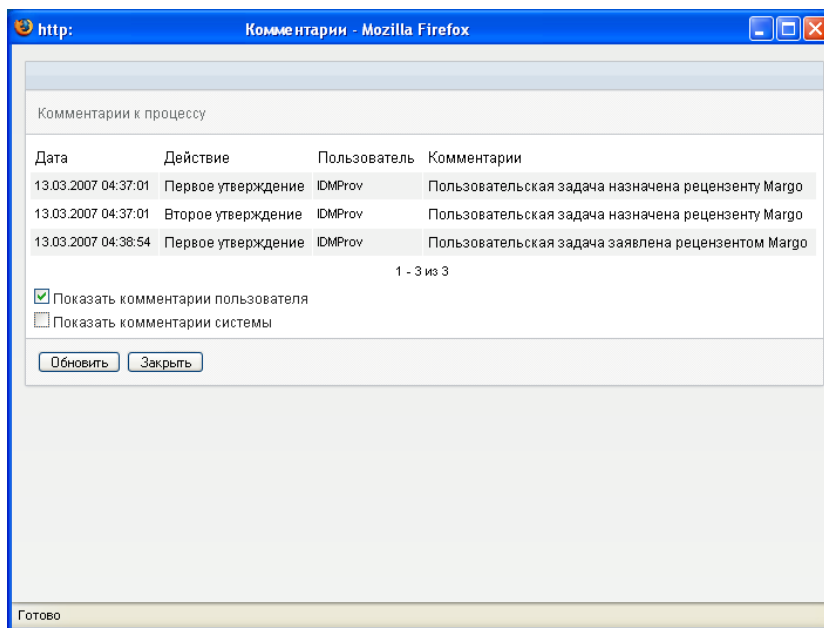 http: Комментарии - Mozilla Firefox
Комментарии к процессу
Дата Действие Пользователь Комментарии
13.03.2007 04:37:01 Первое утверждение IDMProv Пользовательская задача назначена рецензенту Margo
13.03.2007 04:37:01 Второе утверждение IDMProv Пользовательская задача назначена рецензенту Margo
13.03.2007 04:38:54 Первое утверждение IDMProv Пользовательская задача заявлена рецензентом Margo
1 - 3 из 3
Показать комментарии пользователя
Показать комментарии системы
Обновить Закрыть
Готово